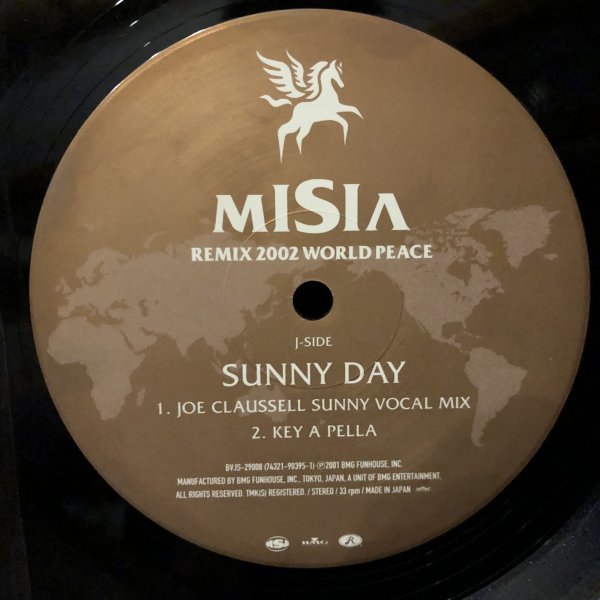 MISIA
REMIX 2002 WORLD PEACE
J-SIDE
SUNNY DAY
1. JOE CLAUSSELL SUNNY VOCAL MIX
2. KEY A PELLA
BVJS-29008 (74321-90395-1) Ⓟ2001 BMG FUNHOUSE, INC.
MANUFACTURED BY BMG FUNHOUSE, INC., TOKYO, JAPAN, A UNIT OF BMG ENTERTAINMENT.
ALL RIGHTS RESERVED. TMK(S) REGISTERED. / STEREO / 33 rpm / MADE IN JAPAN
BMG R